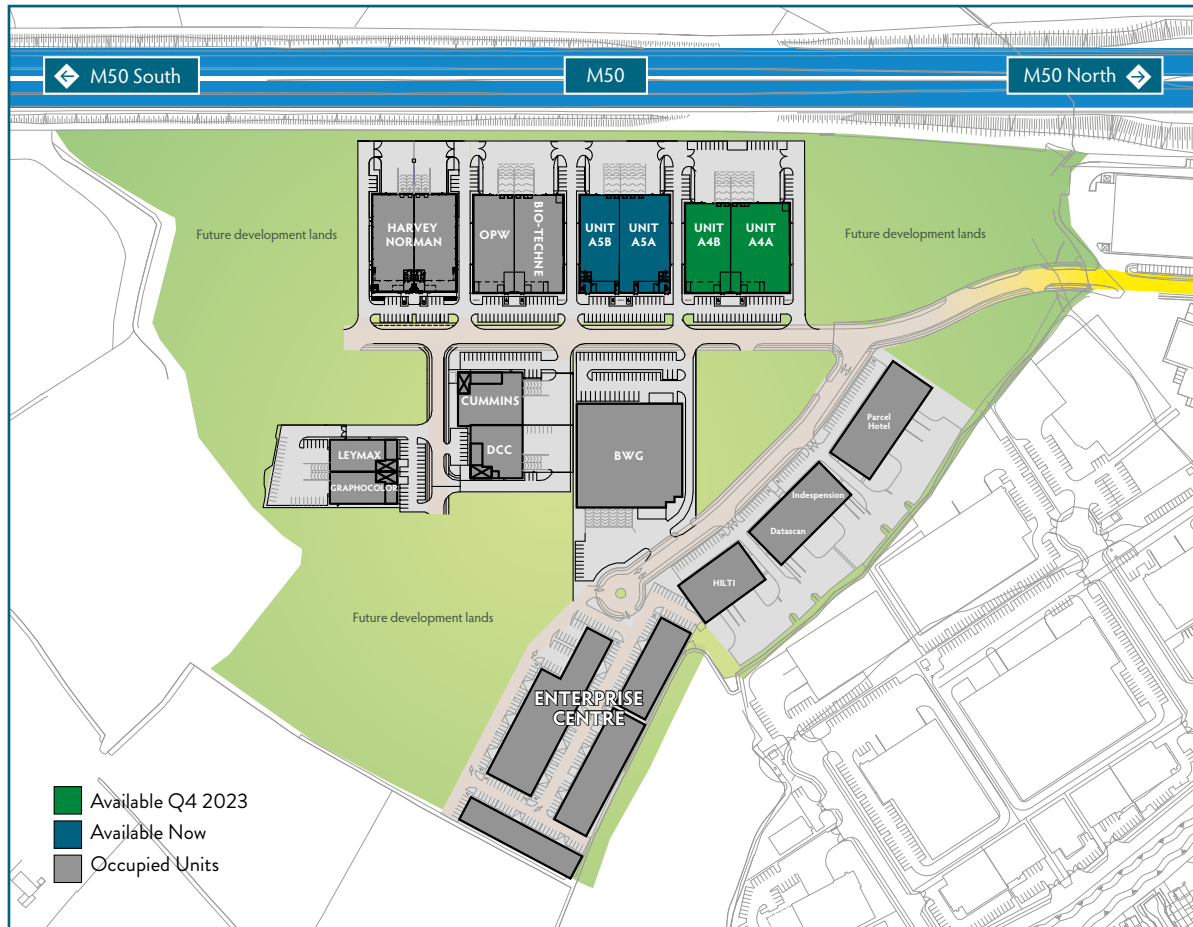 M50 South
M50
M50 North
Future development lands
HARVEY
NORMAN
OPW
BIO-TECHNE
UNIT
A5B
UNIT
A5A
UNIT
A4B
UNIT
A4A
Future development lands
CUMMINS
DCC
BWG
LEYMAX
GRAPHOCOLOR
Parcel
Hotel
Indespension
Datascan
HILTI
Future development lands
ENTERPRISE
CENTRE
Available Q4 2023
Available Now
Occupied Units